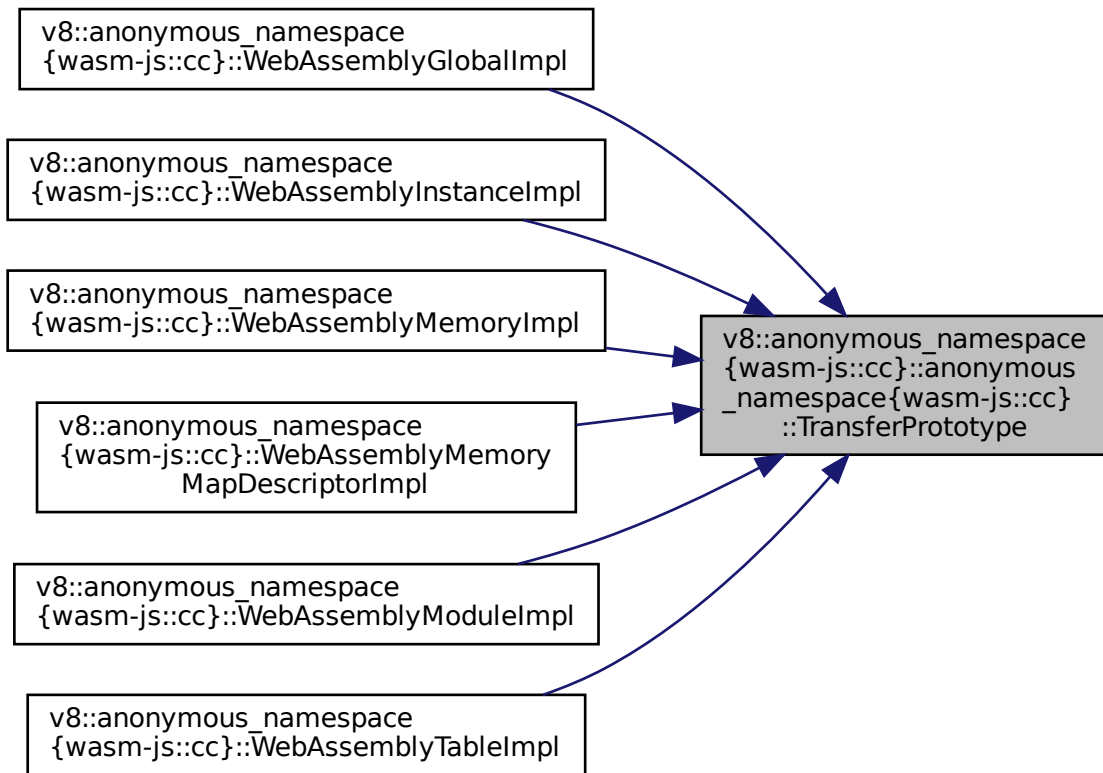 v8::anonymous_namespace
{wasm-js::cc}::WebAssemblyGlobalImpl
v8::anonymous_namespace
{wasm-js::cc}::WebAssemblyInstanceImpl
v8::anonymous_namespace
{wasm-js::cc}::WebAssemblyMemoryImpl
v8::anonymous_namespace
{wasm-js::cc}::WebAssemblyMemory
MapDescriptorImpl
v8::anonymous_namespace
{wasm-js::cc}::WebAssemblyModuleImpl
v8::anonymous_namespace
{wasm-js::cc}::WebAssemblyTableImpl
v8::anonymous_namespace
{wasm-js::cc}::anonymous
_namespace{wasm-js::cc}
::TransferPrototype